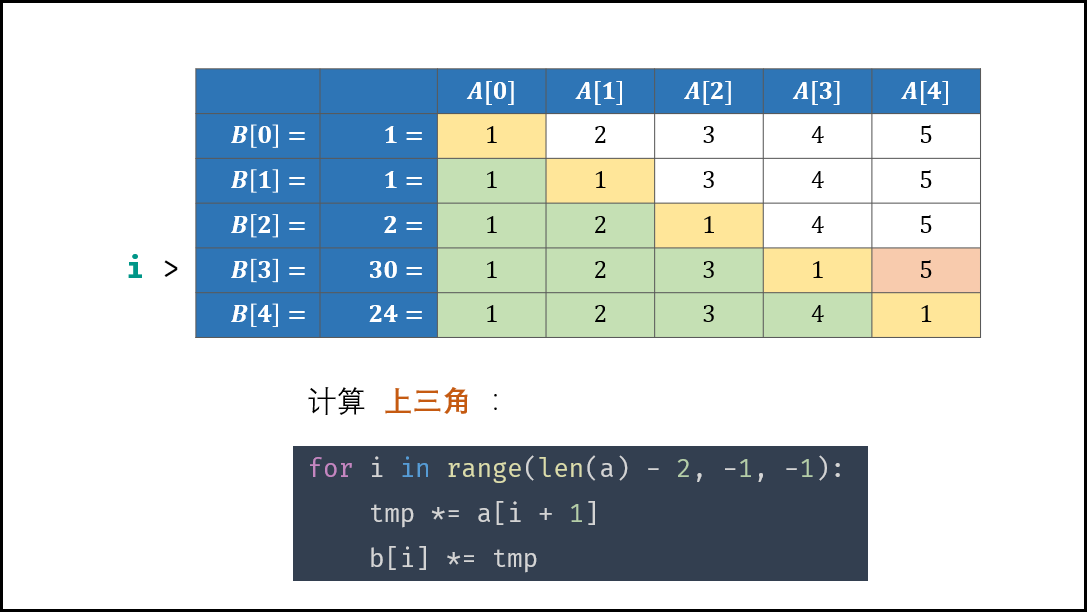 A[0] A[1] A[2] A[3] A[4]
B[0] = 1 = 1 2 3 4 5
B[1] = 1 = 1 1 3 4 5
B[2] = 2 = 1 2 1 4 5
i > B[3] = 30 = 1 2 3 1 5
B[4] = 24 = 1 2 3 4 1
计算 上三角 :
for i in range(len(a) - 2, -1, -1):
    tmp *= a[i + 1]
    b[i] *= tmp